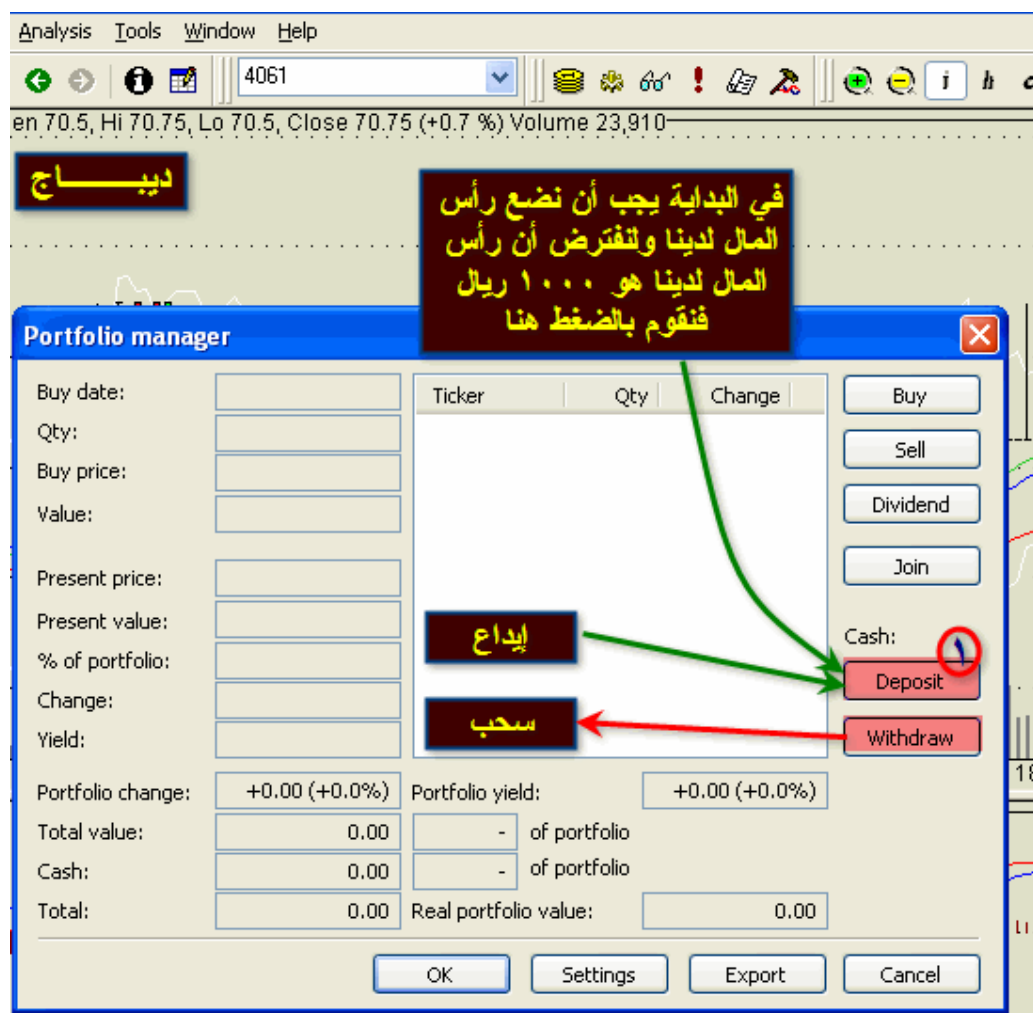 Analysis Tools Window Help
4061
en 70.5, Hi 70.75, Lo 70.5, Close 70.75 (+0.7 %) Volume 23,910
ديبـــــاج
في البداية يجب أن نضع رأس
المال لدينا ولنفترض أن رأس
المال لدينا هو ١٠٠٠ ريال
فنقوم بالضغط هنا
Portfolio manager
Buy date:
Ticker Qty Change
Buy
Qty:
Sell
Buy price:
Value:
Dividend
Present price:
Join
Present value:
إيداع
Cash:
١
% of portfolio:
Deposit
Change:
سحب
Yield:
Withdraw
Portfolio change: +0.00 (+0.0%) Portfolio yield: +0.00 (+0.0%)
Total value: 0.00 - of portfolio
Cash: 0.00 - of portfolio
Total: 0.00 Real portfolio value: 0.00
OK Settings Export Cancel